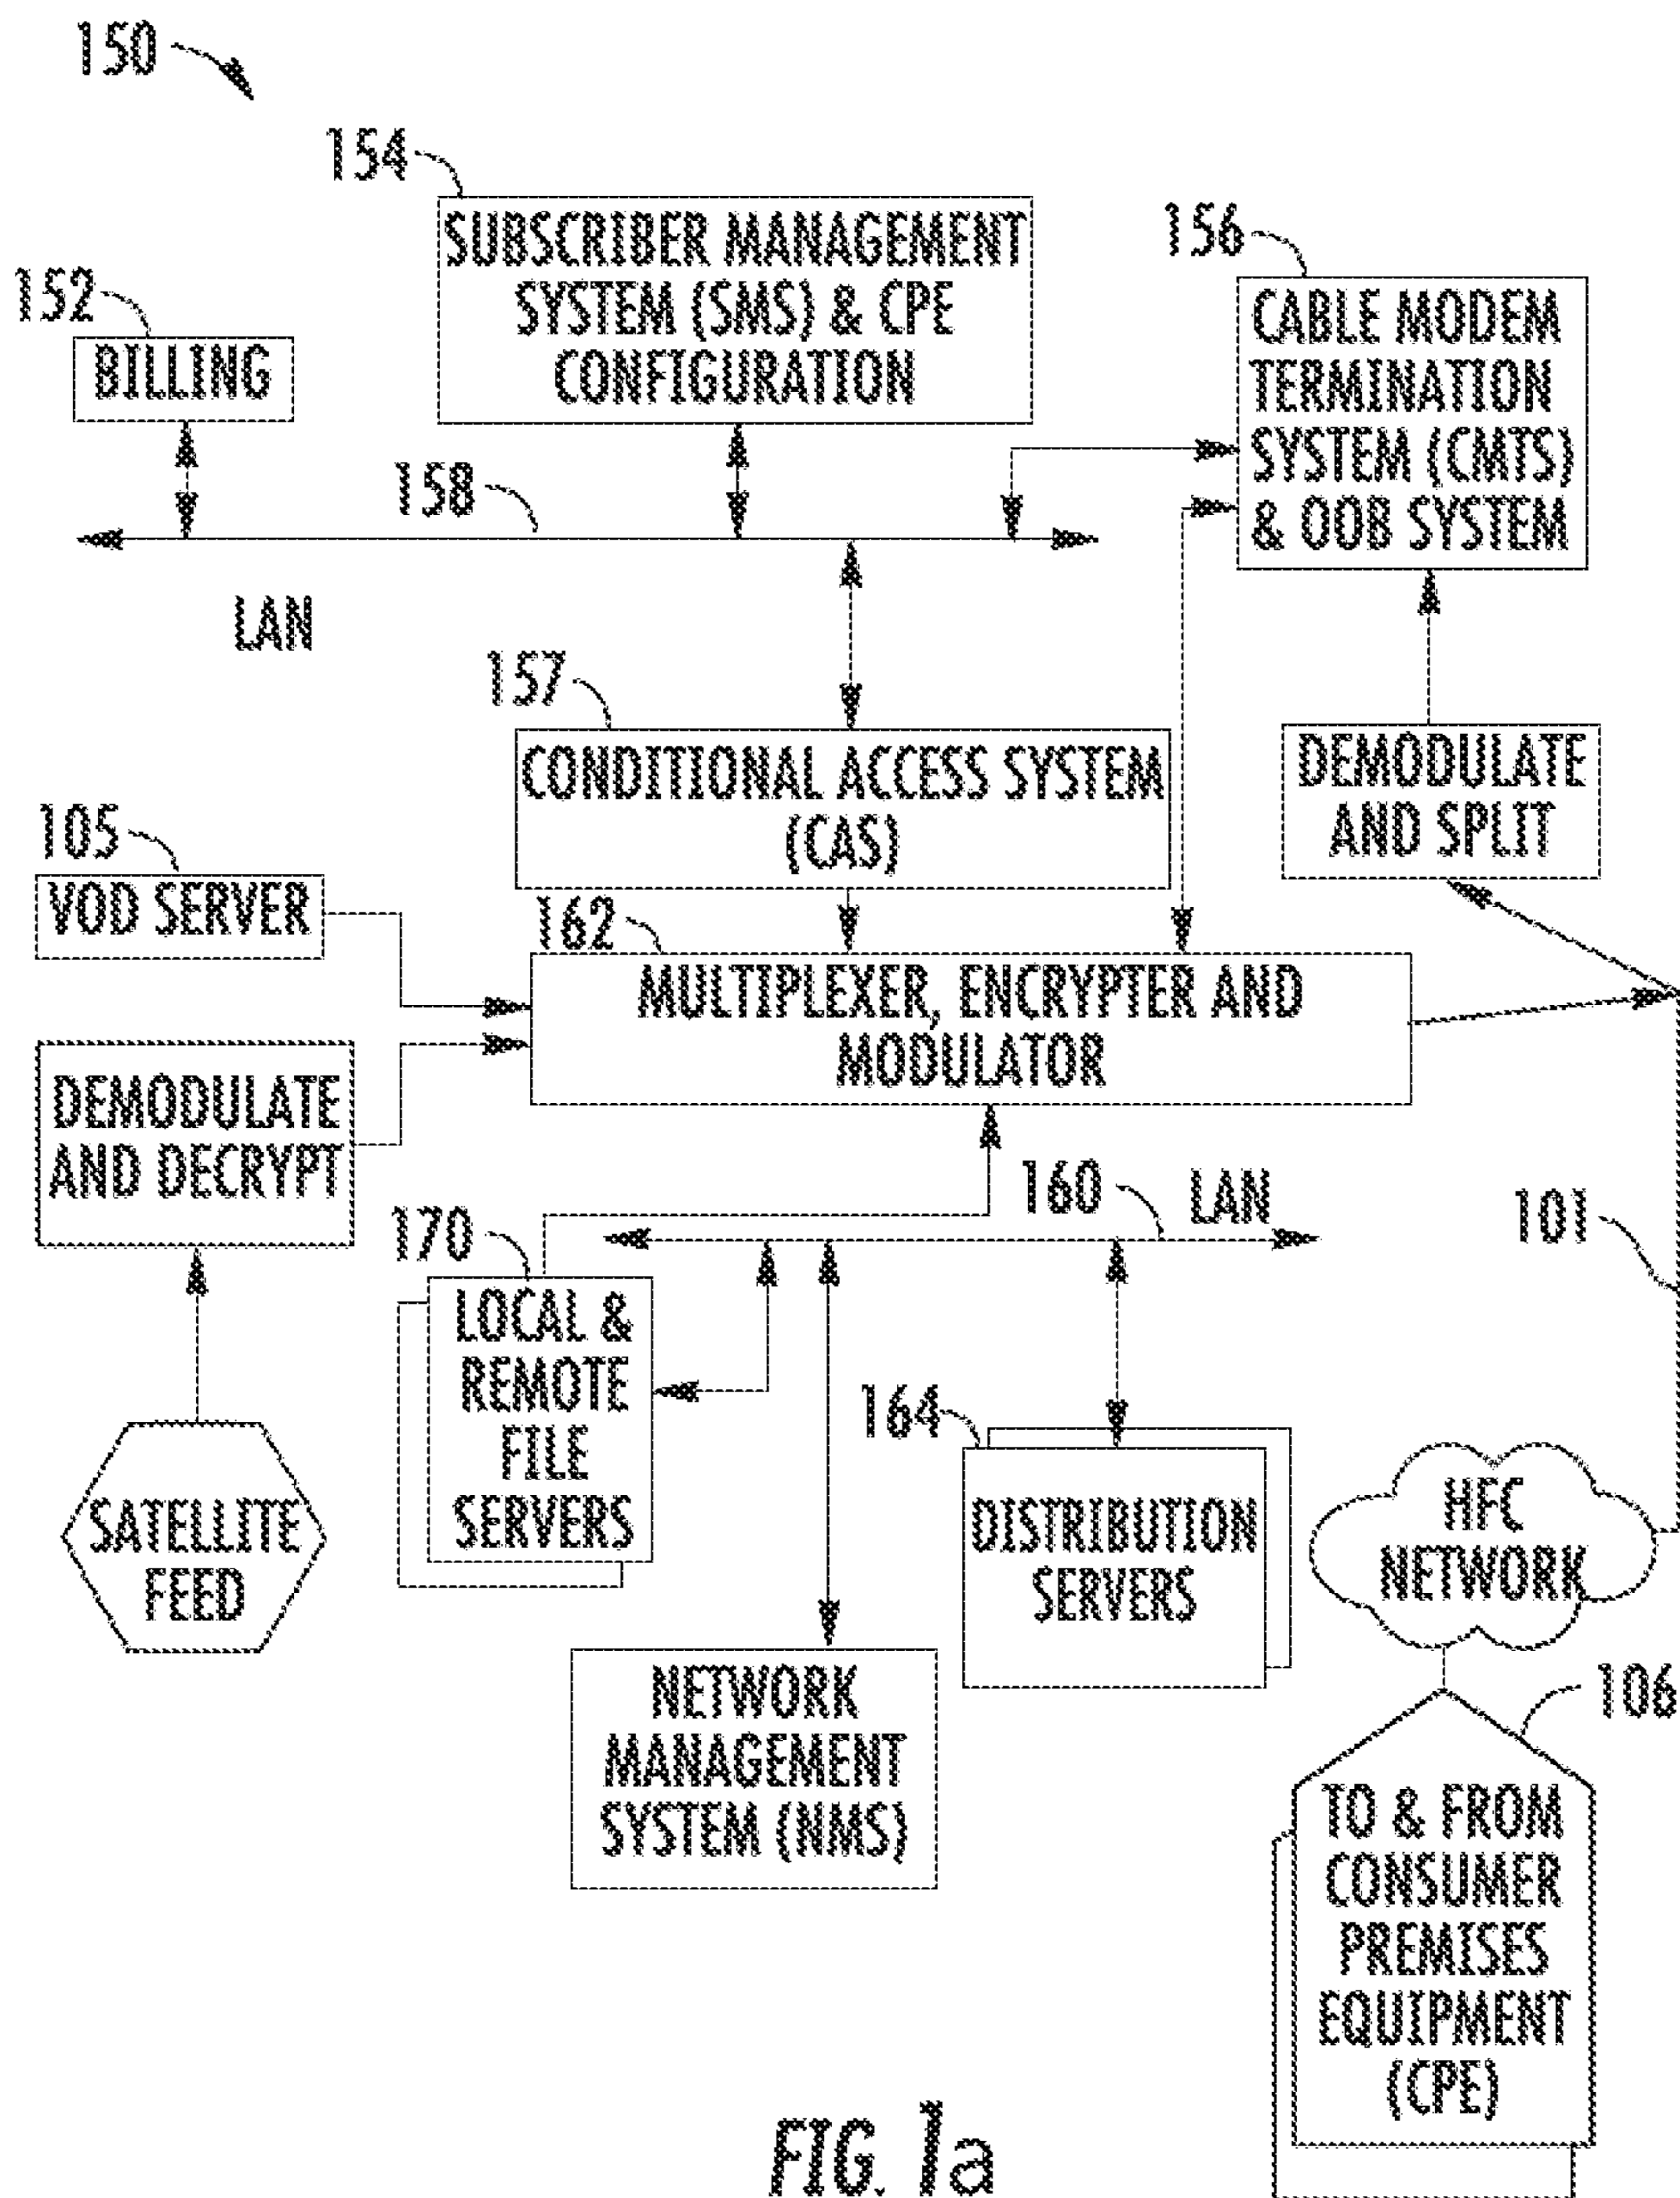 150
154
SUBSCRIBER MANAGEMENT
SYSTEM (SMS) & CPE
CONFIGURATION
156
CABLE MODEM
TERMINATION
SYSTEM (CMTS)
& OOB SYSTEM
152
BILLING
158
LAN
157
CONDITIONAL ACCESS SYSTEM
(CAS)
DEMODULATE
AND SPLIT
105
VOD SERVER
162
MULTIPLEXER, ENCRYPTER AND
MODULATOR
DEMODULATE
AND DECRYPT
160
LAN
101
170
LOCAL &
REMOTE
FILE
SERVERS
164
DISTRIBUTION
SERVERS
SATELLITE
FEED
HFC
NETWORK
NETWORK
MANAGEMENT
SYSTEM (NMS)
106
TO & FROM
CONSUMER
PREMISES
EQUIPMENT
(CPE)
FIG. 1a